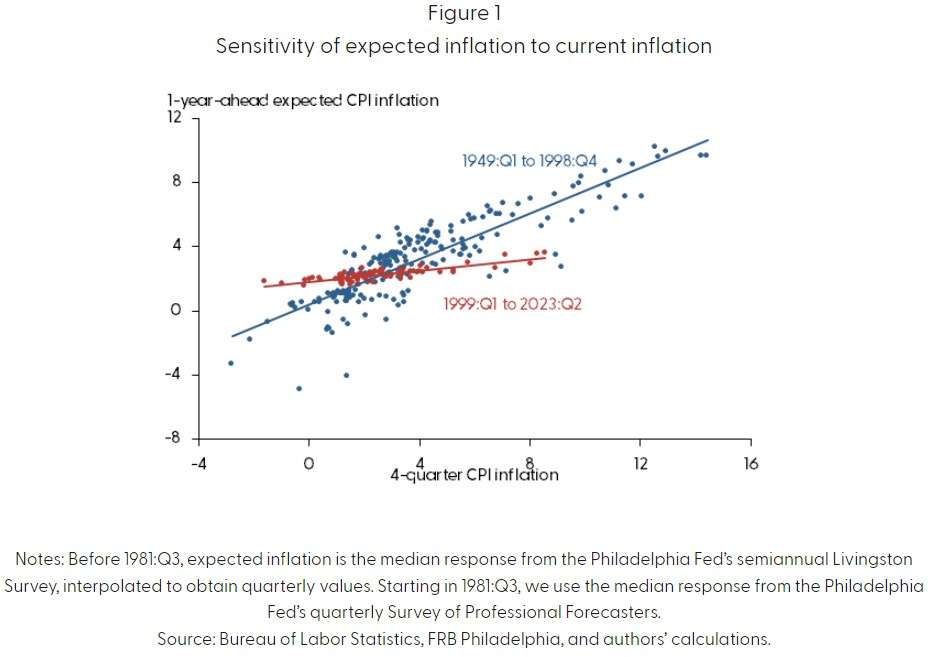 Figure 1
Sensitivity of expected inflation to current inflation
1-year-ahead expected CPI inflation
12
8
4
0
-4
-8
1949:Q1 to 1998:Q4
1999:Q1 to 2023:Q2
-4 0 4 8 12 16
4-quarter CPI inflation
Notes: Before 1981:Q3, expected inflation is the median response from the Philadelphia Fed's semiannual Livingston
Survey, interpolated to obtain quarterly values. Starting in 1981:Q3, we use the median response from the Philadelphia
Fed's quarterly Survey of Professional Forecasters.
Source: Bureau of Labor Statistics, FRB Philadelphia, and authors' calculations.